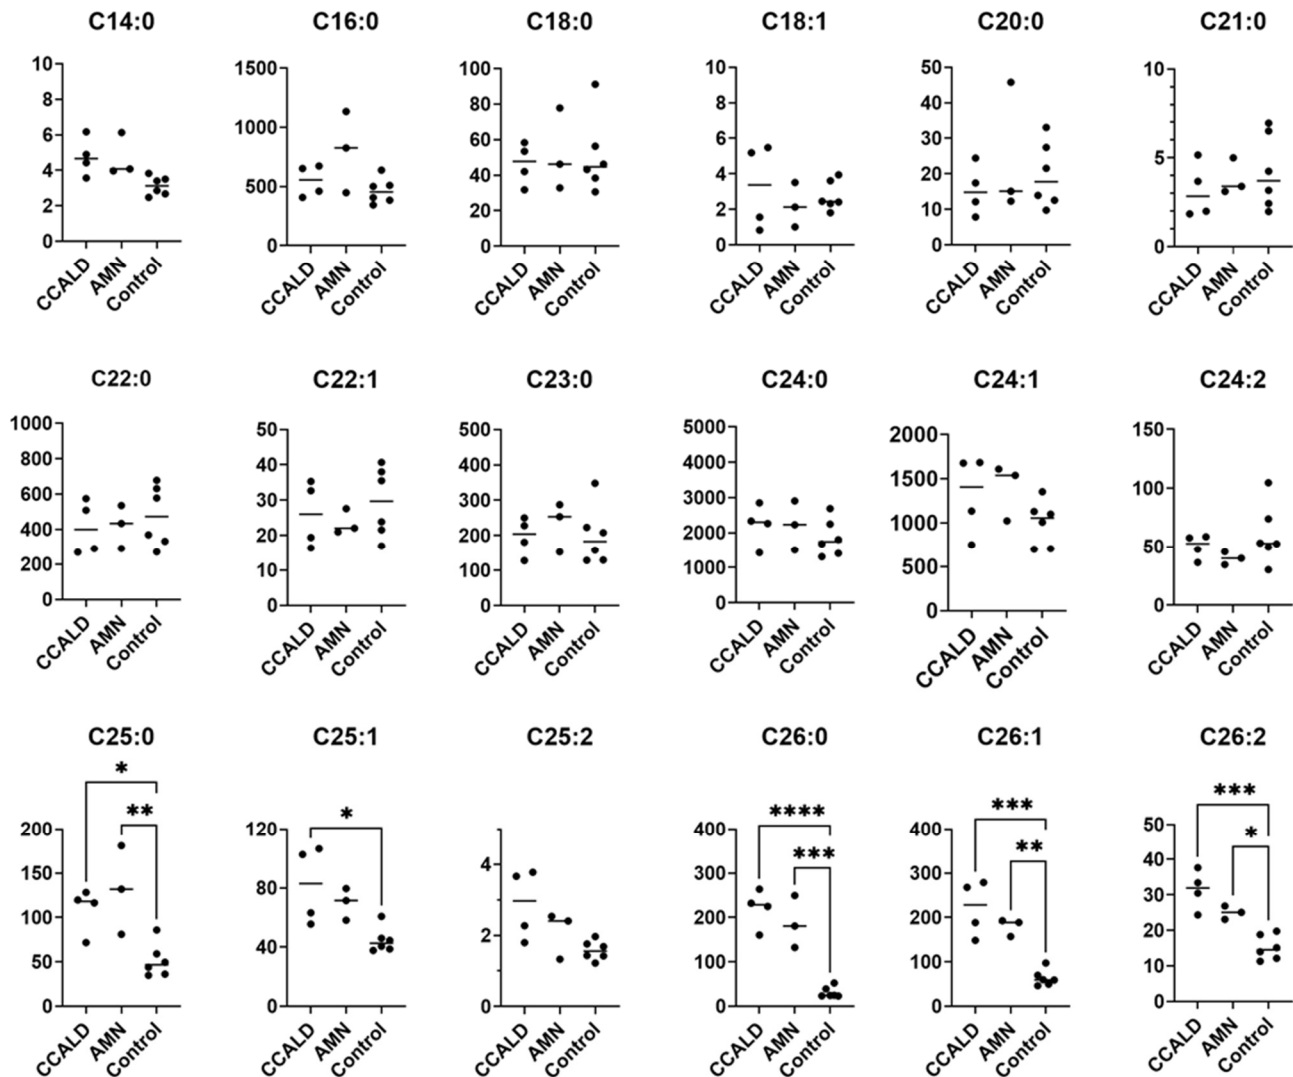 C14:0 C16:0 C18:0 C18:1 C20:0 C21:0
10 8 6 4 2 0
CCALD AMN Control
1500 1000 500 0
CCALD AMN Control
100 80 60 40 20 0
CCALD AMN Control
10 8 6 4 2 0
CCALD AMN Control
50 40 30 20 10 0
CCALD AMN Control
10 5 0
CCALD AMN Control
C22:0 C22:1 C23:0 C24:0 C24:1 C24:2
1000 800 600 400 200 0
CCALD AMN Control
50 40 30 20 10 0
CCALD AMN Control
500 400 300 200 100 0
CCALD AMN Control
5000 4000 3000 2000 1000 0
CCALD AMN Control
2000 1500 1000 500 0
CCALD AMN Control
150 100 50 0
CCALD AMN Control
C25:0 C25:1 C25:2 C26:0 C26:1 C26:2
*
**
200 150 100 50 0
CCALD AMN Control
*
120 80 40 0
CCALD AMN Control
4 2 0
CCALD AMN Control
****
***
400 300 200 100 0
CCALD AMN Control
***
**
400 300 200 100 0
CCALD AMN Control
***
*
50 40 30 20 10 0
CCALD AMN Control